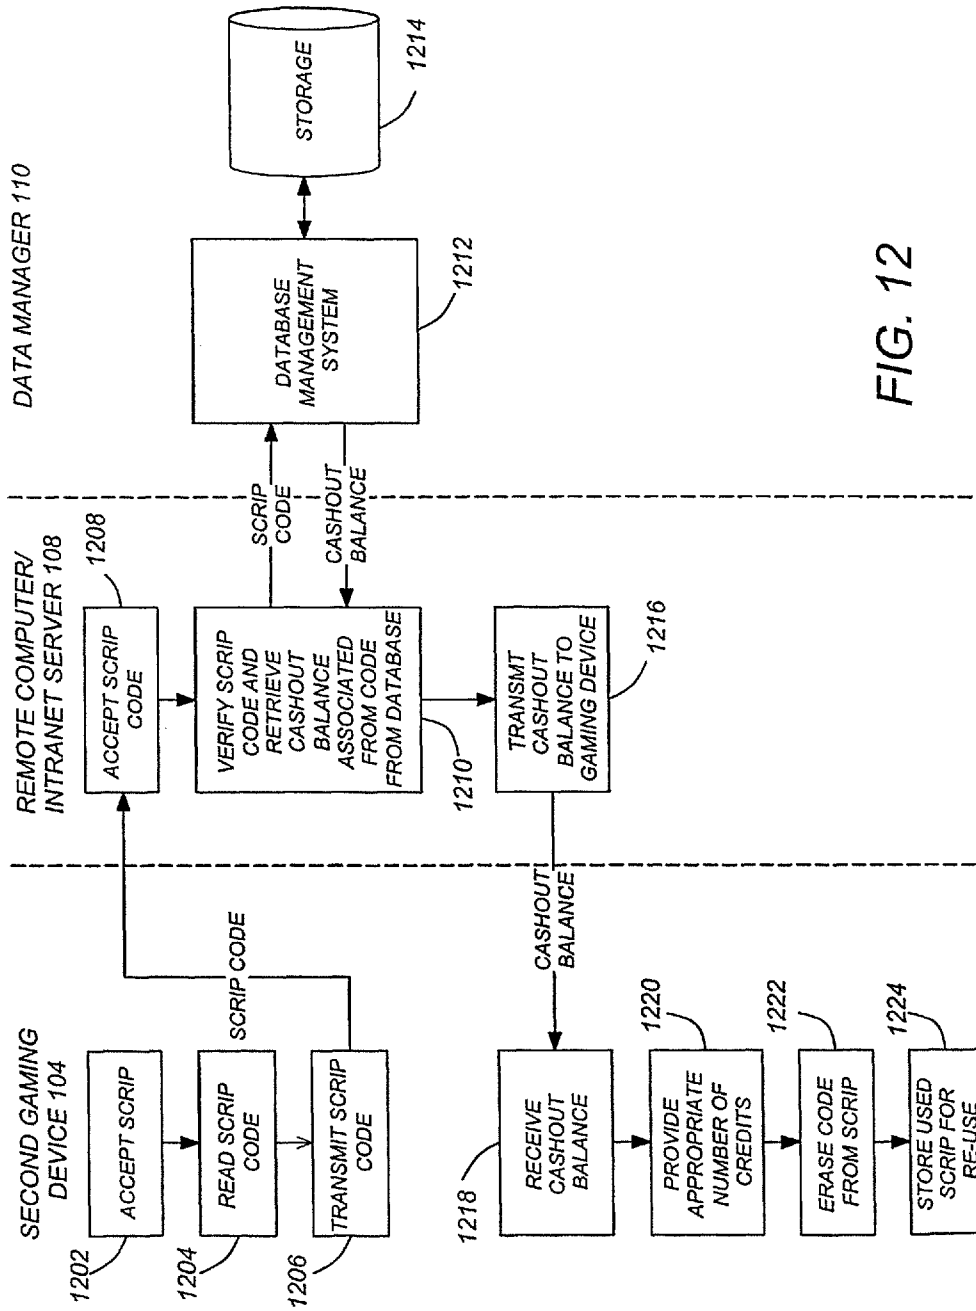 SECOND GAMING
DEVICE 104
1202
ACCEPT SCRIP
1204
READ SCRIP
CODE
1206
TRANSMIT SCRIP
CODE
SCRIP CODE
REMOTE COMPUTER/
INTRANET SERVER 108
1208
ACCEPT SCRIP
CODE
VERIFY SCRIP
CODE AND
RETRIEVE
CASHOUT
BALANCE
ASSOCIATED
FROM CODE
FROM DATABASE
1210
SCRIP
CODE
CASHOUT
BALANCE
DATA MANAGER 110
DATABASE
MANAGEMENT
SYSTEM
1212
STORAGE
1214
TRANSMT
CASHOUT
BALANCE TO
GAMING DEVICE
1216
CASHOUT
BALANCE
1218
RECEIVE
CASHOUT
BALANCE
1220
PROVIDE
APPROPRIATE
NUMBER OF
CREDITS
1222
ERASE CODE
FROM SCRIP
1224
STORE USED
SCRIP FOR
RE-USE
FIG. 12